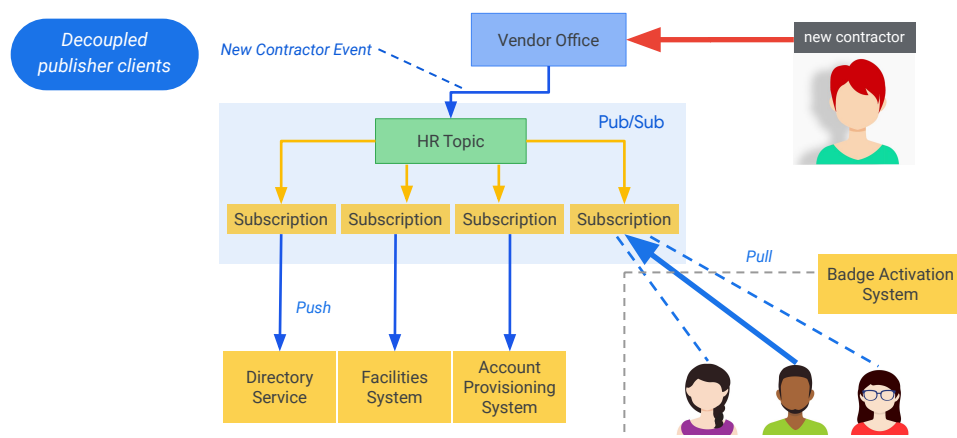 Decoupled
publisher clients
New Contractor Event
Vendor Office
new contractor
Pub/Sub
HR Topic
Subscription
Subscription
Subscription
Subscription
Push
Pull
Badge Activation
System
Directory
Service
Facilities
System
Account
Provisioning
System